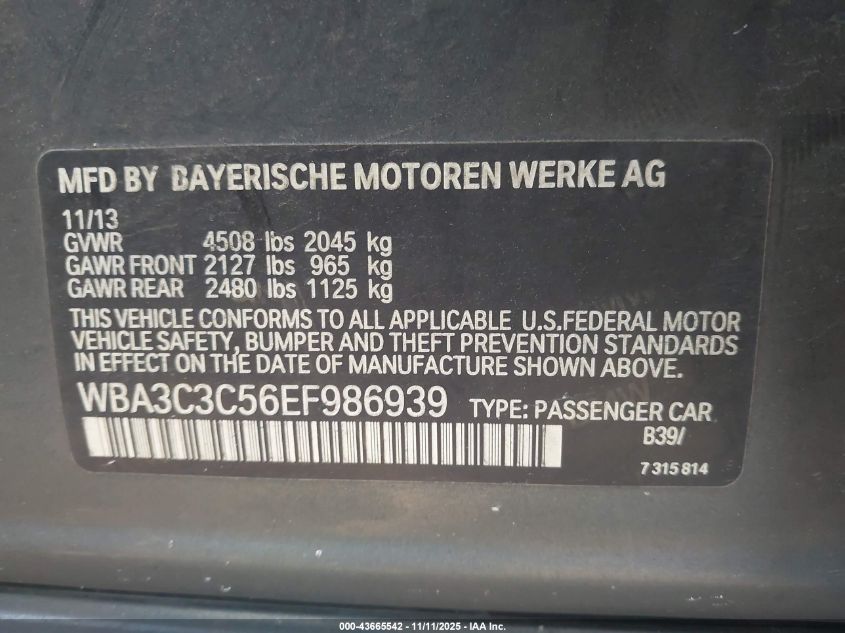 MFD BY BAYERISCHE MOTOREN WERKE AG
11/13
GVWR 4508 lbs 2045 kg
GAWR FRONT 2127 lbs 965 kg
GAWR REAR 2480 lbs 1125 kg
THIS VEHICLE CONFORMS TO ALL APPLICABLE U.S.FEDERAL MOTOR
VEHICLE SAFETY, BUMPER AND THEFT PREVENTION STANDARDS
IN EFFECT ON THE DATE OF MANUFACTURE SHOWN ABOVE.
WBA3C3C56EF986939 TYPE: PASSENGER CAR
B39/
7 315 814
000-43665542 - 11/11/2025 - IAA Inc.